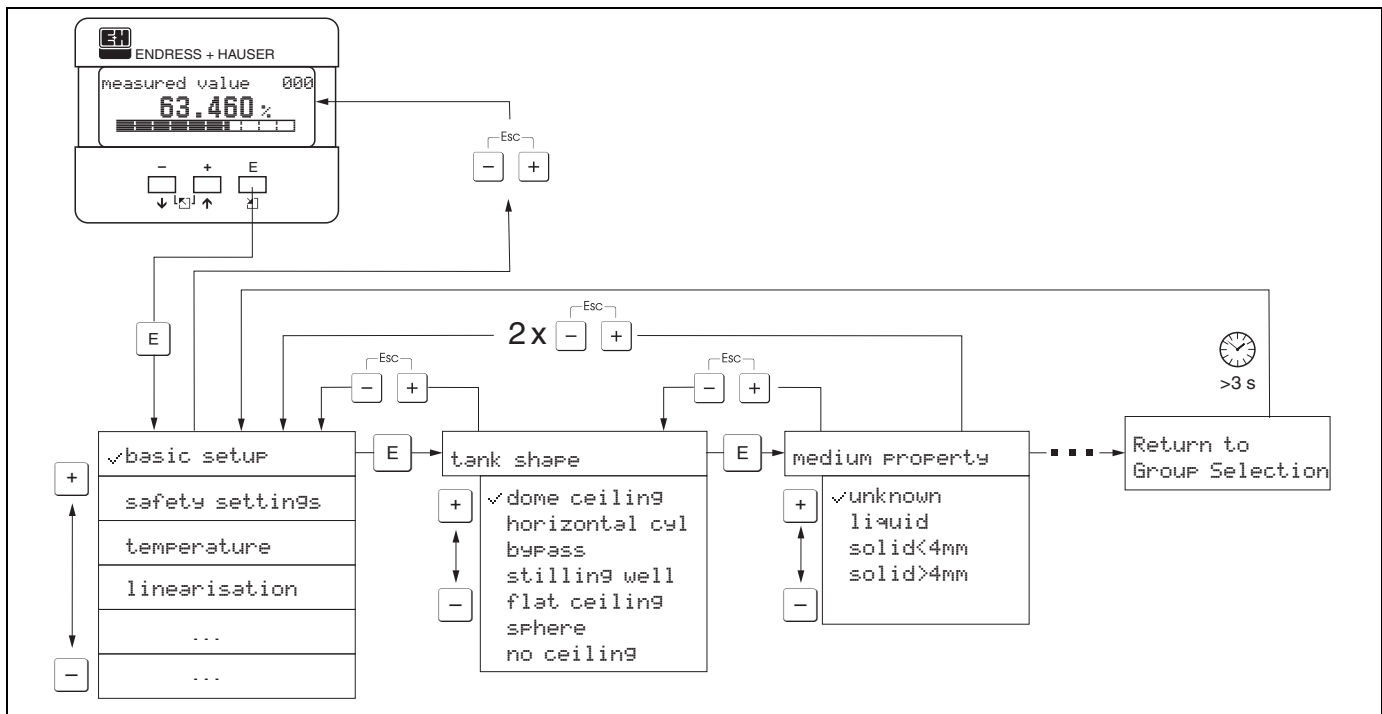 E+H
ENDRESS + HAUSER
measured value 000
63.460 %
- + E
Esc
- +
E
Esc
2x - +
Esc
- +
Esc
- +
>3 s
✓basic setup
safety settings
temperature
linearisation
...
...
+
-
E
tank shape
✓dome ceiling
horizontal cyl
bypass
stilling well
flat ceiling
sphere
no ceiling
+
-
E
medium property
✓unknown
liquid
solid<4mm
solid>4mm
+
-
Return to
Group Selection